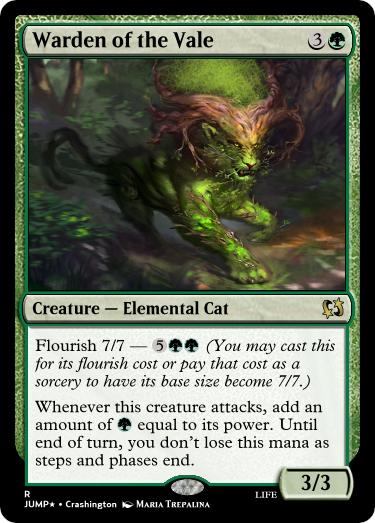 Warden of the Vale 3
Creature — Elemental Cat
Flourish 7/7 — 5 (You may cast this
for its flourish cost or pay that cost as a
sorcery to have its base size become 7/7.)
Whenever this creature attacks, add an
amount of equal to its power. Until
end of turn, you don't lose this mana as
steps and phases end.
3/3
R
JUMP★ • Crashington Maria Trepalina
LIFE